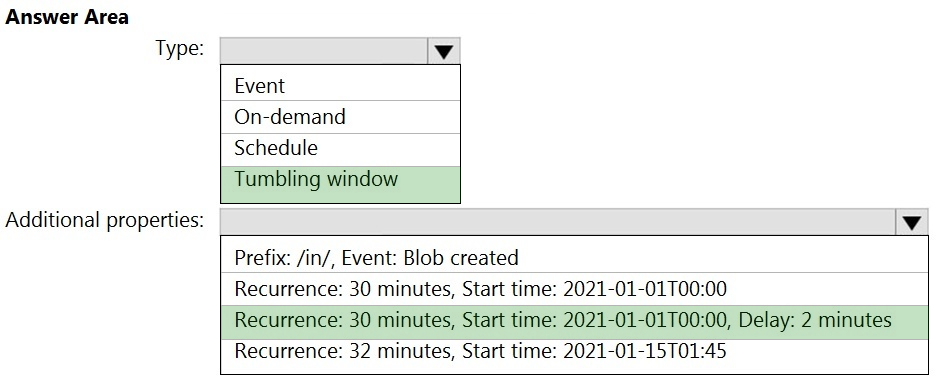 Answer Area
Type:
Event
On-demand
Schedule
Tumbling window
Additional properties:
Prefix: /in/, Event: Blob created
Recurrence: 30 minutes, Start time: 2021-01-01T00:00
Recurrence: 30 minutes, Start time: 2021-01-01T00:00, Delay: 2 minutes
Recurrence: 32 minutes, Start time: 2021-01-15T01:45